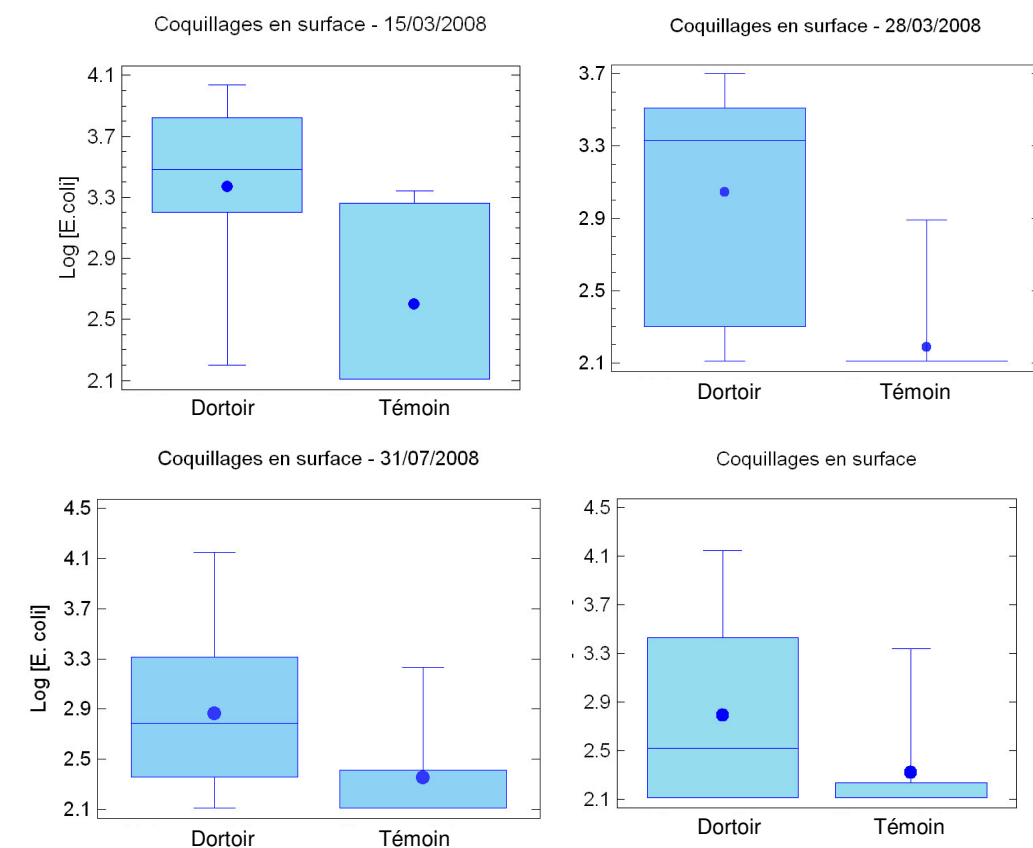 Coquillages en surface - 15/03/2008
4.1
3.7
3.3
2.9
2.5
2.1
Log [E.coli]
Dortoir Témoin
Coquillages en surface - 28/03/2008
3.7
3.3
2.9
2.5
2.1
Dortoir Témoin
Coquillages en surface - 31/07/2008
4.5
4.1
3.7
3.3
2.9
2.5
2.1
Log [E. coli]
Dortoir Témoin
Coquillages en surface
4.5
4.1
3.7
3.3
2.9
2.5
2.1
Dortoir Témoin